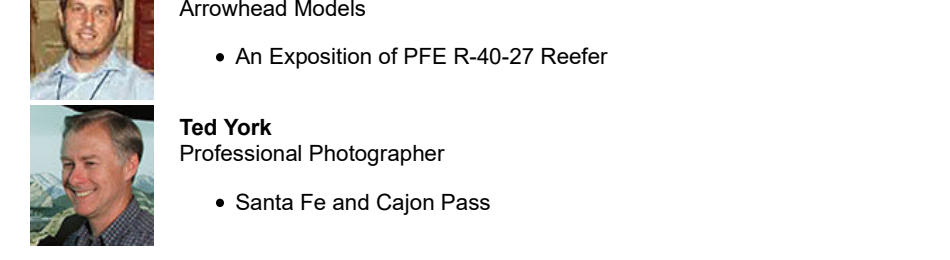 Arrowhead Models
• An Exposition of PFE R-40-27 Reefer
Ted York
Professional Photographer
• Santa Fe and Cajon Pass